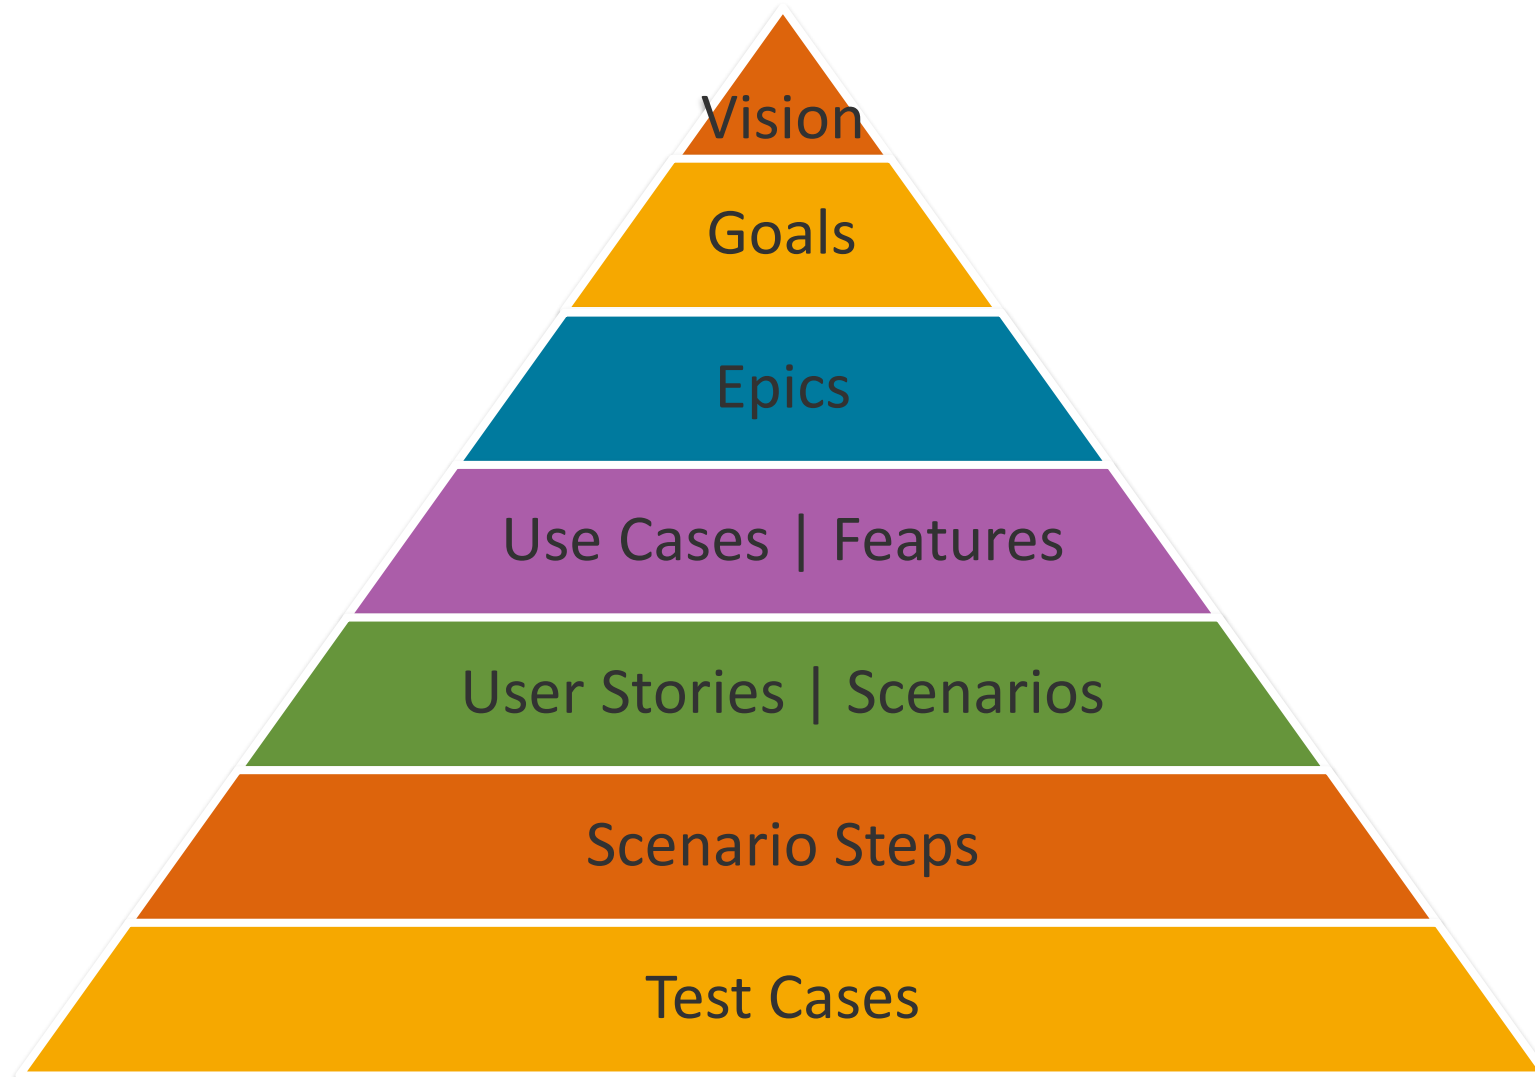 Vision
Goals
Epics
Use Cases | Features
User Stories | Scenarios
Scenario Steps
Test Cases